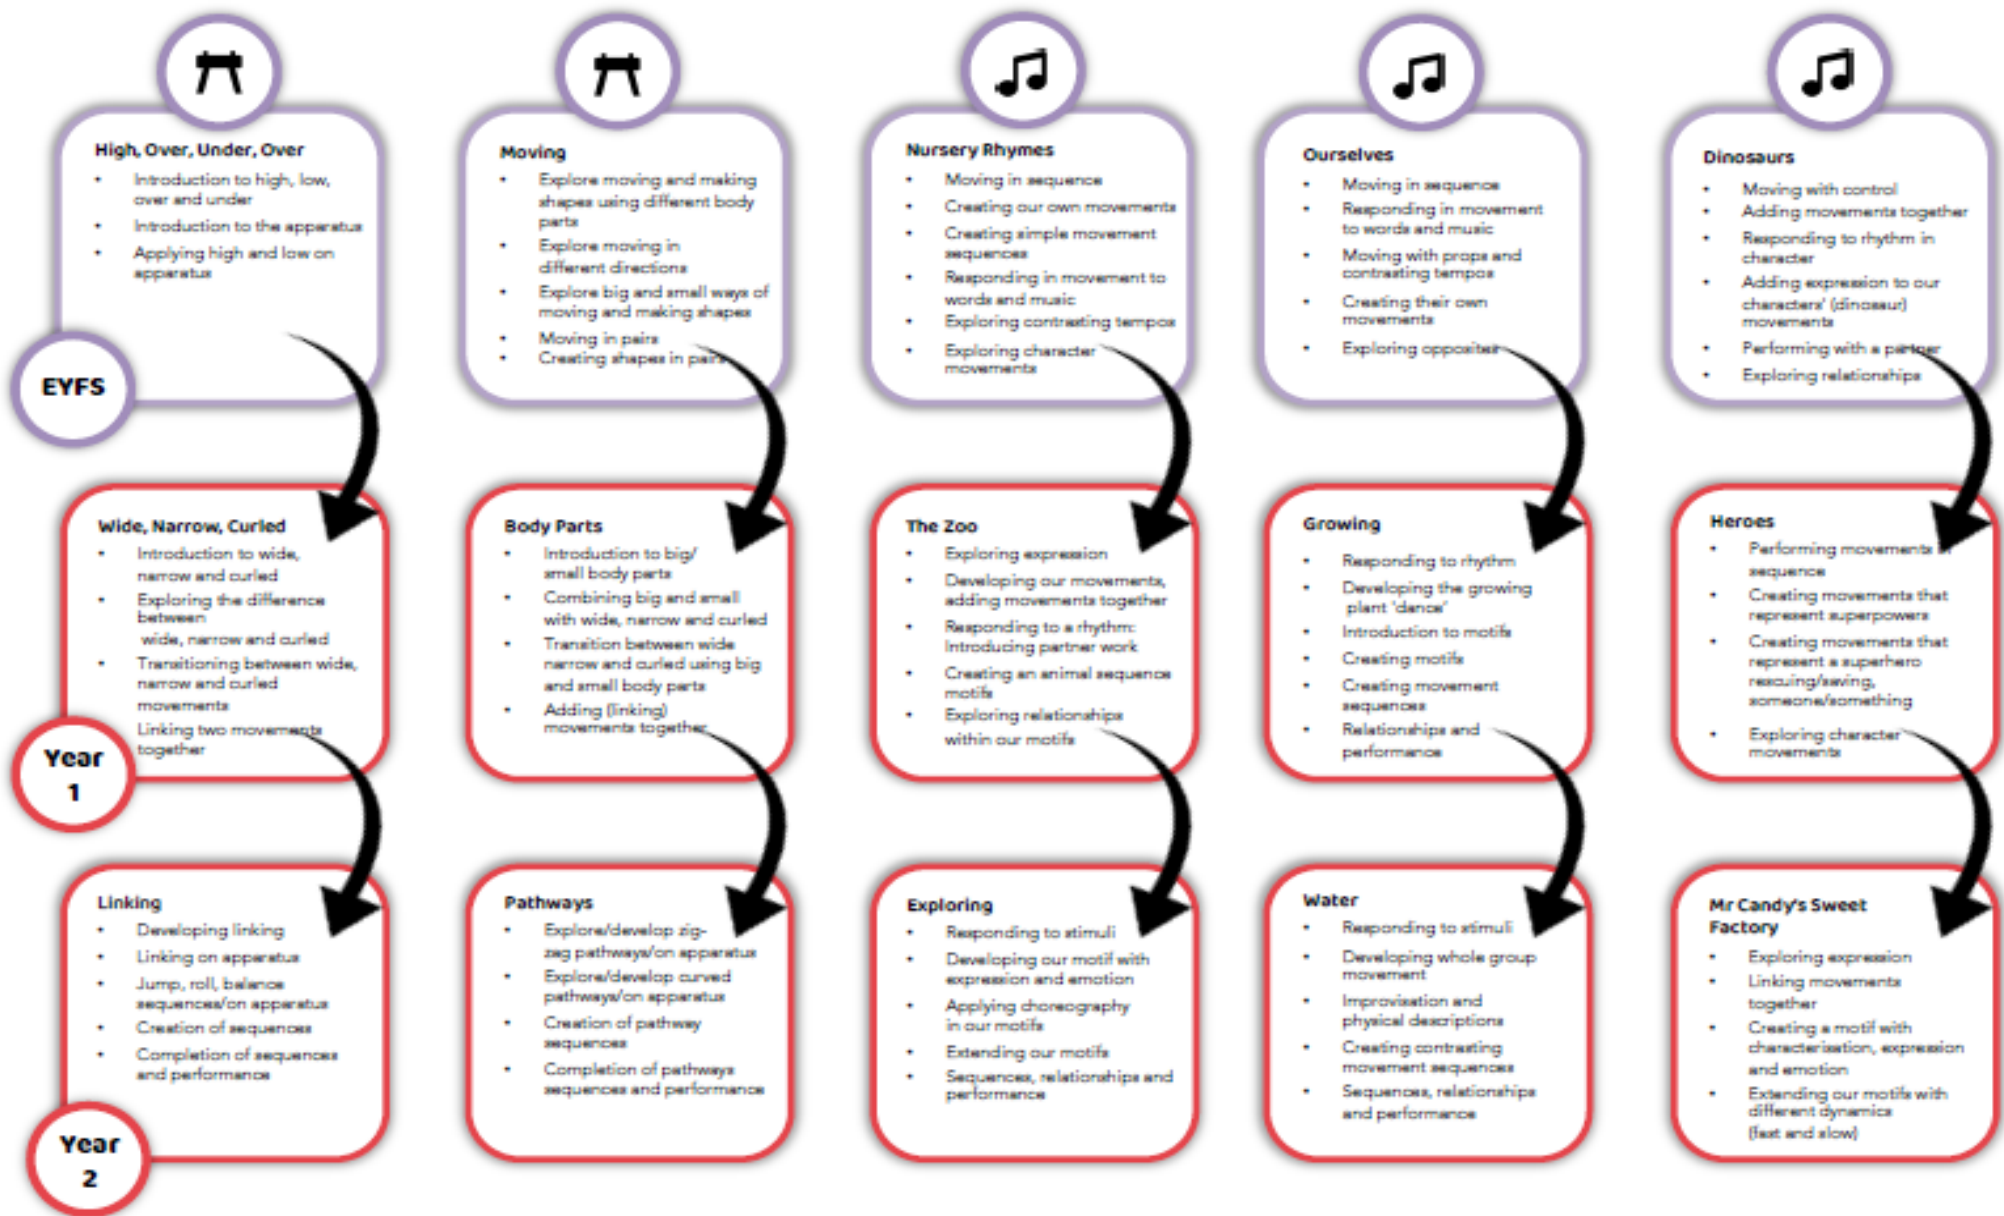 High, Over, Under, Over
• Introduction to high, low,
over and under
• Introduction to the apparatus
• Applying high and low on
apparatus
Moving
• Explore moving and making
shapes using different body
parts
• Explore moving in
different directions
• Explore big and small ways of
moving and making shapes
• Moving in pairs
• Creating shapes in pairs
Nursery Rhymes
• Moving in sequence
• Creating our own movements
• Creating simple movement
sequences
• Responding in movement to
words and music
• Exploring contrasting tempos
• Exploring character
movements
Ourselves
• Moving in sequence
• Responding in movement
to words and music
• Moving with props and
contrasting tempos
• Creating their own
movements
• Exploring opposites
Dinosaurs
• Moving with control
• Adding movements together
• Responding to rhythm in
character
• Adding expression to our
characters' (dinosaur)
movements
• Performing with a partner
• Exploring relationships
EYFS
Wide, Narrow, Curled
• Introduction to wide,
narrow and curled
• Exploring the difference
between
wide, narrow and curled
• Transitioning between wide,
narrow and curled
movements
Linking two movements
together
Body Parts
• Introduction to big/
small body parts
• Combining big and small
with wide, narrow and curled
• Transition between wide
narrow and curled using big
and small body parts
• Adding (linking)
movements together
The Zoo
• Exploring expression
• Developing our movements,
adding movements together
• Responding to a rhythm:
Introducing partner work
• Creating an animal sequence
motifs
• Exploring relationships
within our motifs
Growing
• Responding to rhythm
• Developing the growing
plant 'dance'
• Introduction to motifs
• Creating motifs
• Creating movement
sequences
• Relationships and
performance
Heroes
• Performing movements in
sequence
• Creating movements that
represent superpowers
• Creating movements that
represent a superhero
rescuing/saving,
someone/something
• Exploring character
movements
Year
1
Linking
• Developing linking
• Linking on apparatus
• Jump, roll, balance
sequences/on apparatus
• Creation of sequences
• Completion of sequences
and performance
Pathways
• Explore/develop zig-
zag pathways/on apparatus
• Explore/develop curved
pathways/on apparatus
• Creation of pathway
sequences
• Completion of pathways
sequences and performance
Exploring
• Responding to stimuli
• Developing our motif with
expression and emotion
• Applying choreography
in our motifs
• Extending our motifs
• Sequences, relationships and
performance
Water
• Responding to stimuli
• Developing whole group
movement
• Improvisation and
physical descriptions
• Creating contrasting
movement sequences
• Sequences, relationships
and performance
Mr Candy's Sweet
Factory
• Exploring expression
• Linking movements
together
• Creating a motif with
characterisation, expression
and emotion
• Extending our motifs with
different dynamics
(fast and slow)
Year
2